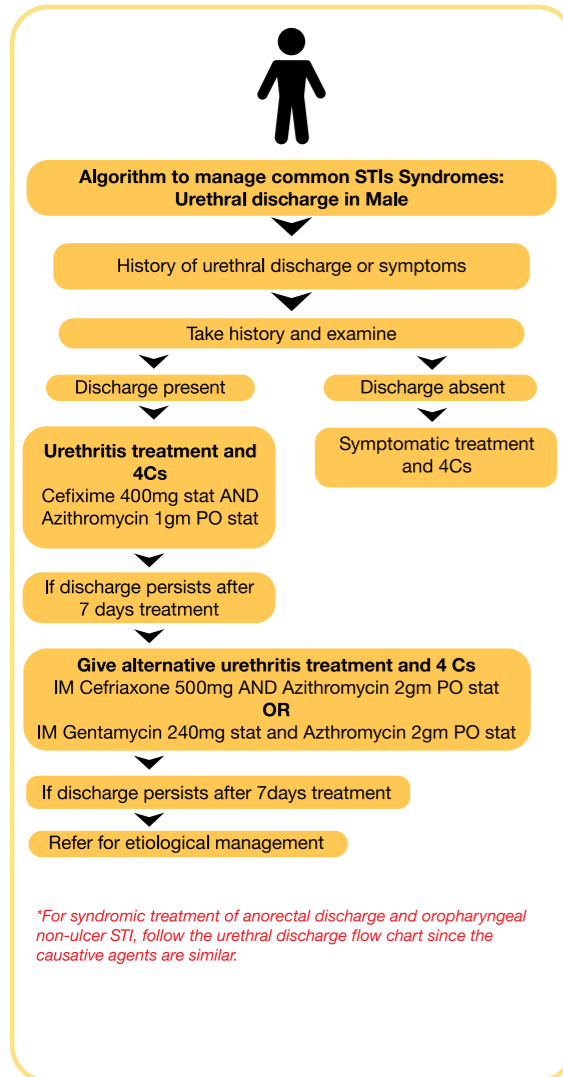 Algorithm to manage common STIs Syndromes:
Urethral discharge in Male
History of urethral discharge or symptoms
Take history and examine
Discharge present
Discharge absent
Urethritis treatment and
4Cs
Cefixime 400mg stat AND
Azithromycin 1gm PO stat
Symptomatic treatment
and 4Cs
If discharge persists after
7 days treatment
Give alternative urethritis treatment and 4 Cs
IM Cefriaxone 500mg AND Azithromycin 2gm PO stat
OR
IM Gentamycin 240mg stat and Azthromycin 2gm PO stat
If discharge persists after 7days treatment
Refer for etiological management
*For syndromic treatment of anorectal discharge and oropharyngeal
non-ulcer STI, follow the urethral discharge flow chart since the
causative agents are similar.